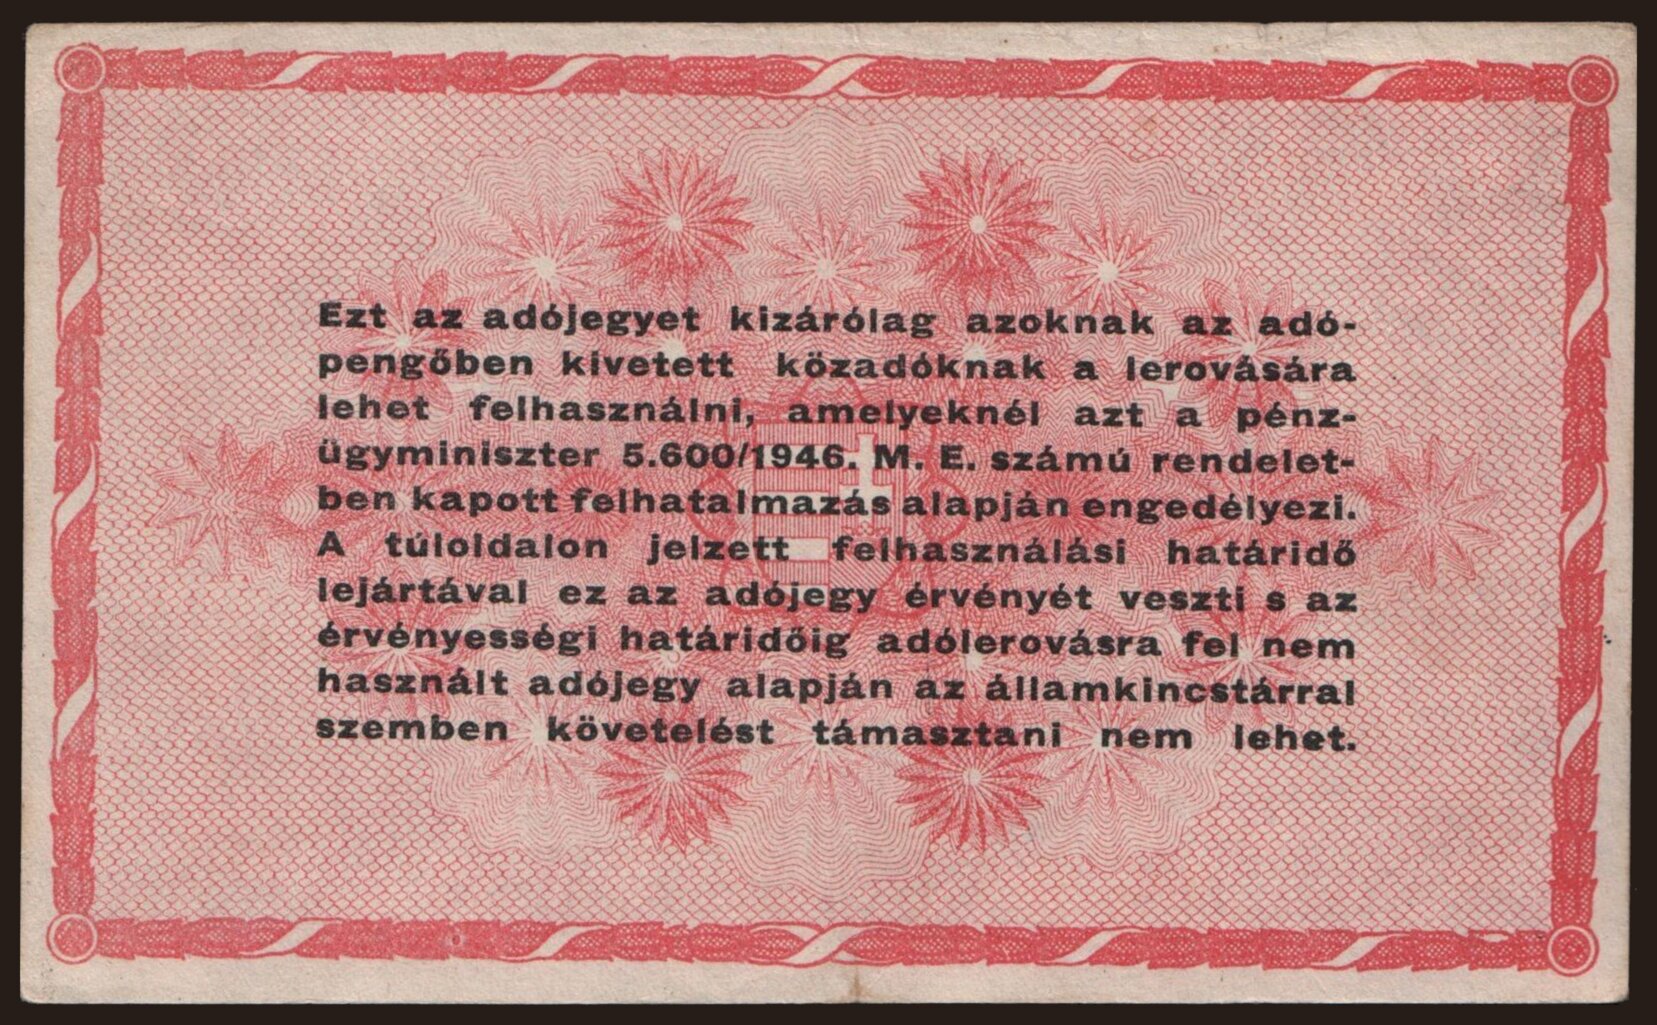 Ezt az adójegyet kizárólag azoknak az adó-
pengőben kivetett közadóknak a lerovására
lehet felhasználni, amelyeknél azt a pénz-
ügyminiszter 5.600/1946. M. E. számú rendelet-
ben kapott felhatalmazás alapján engedélyezi.
A túloldalon jelzett felhasználási határidő
lejártával ez az adójegy érvényét veszti s az
érvényességi határidőig adólerovásra fel nem
használt adójegy alapján az államkincstárral
szemben követelést támasztani nem lehet.